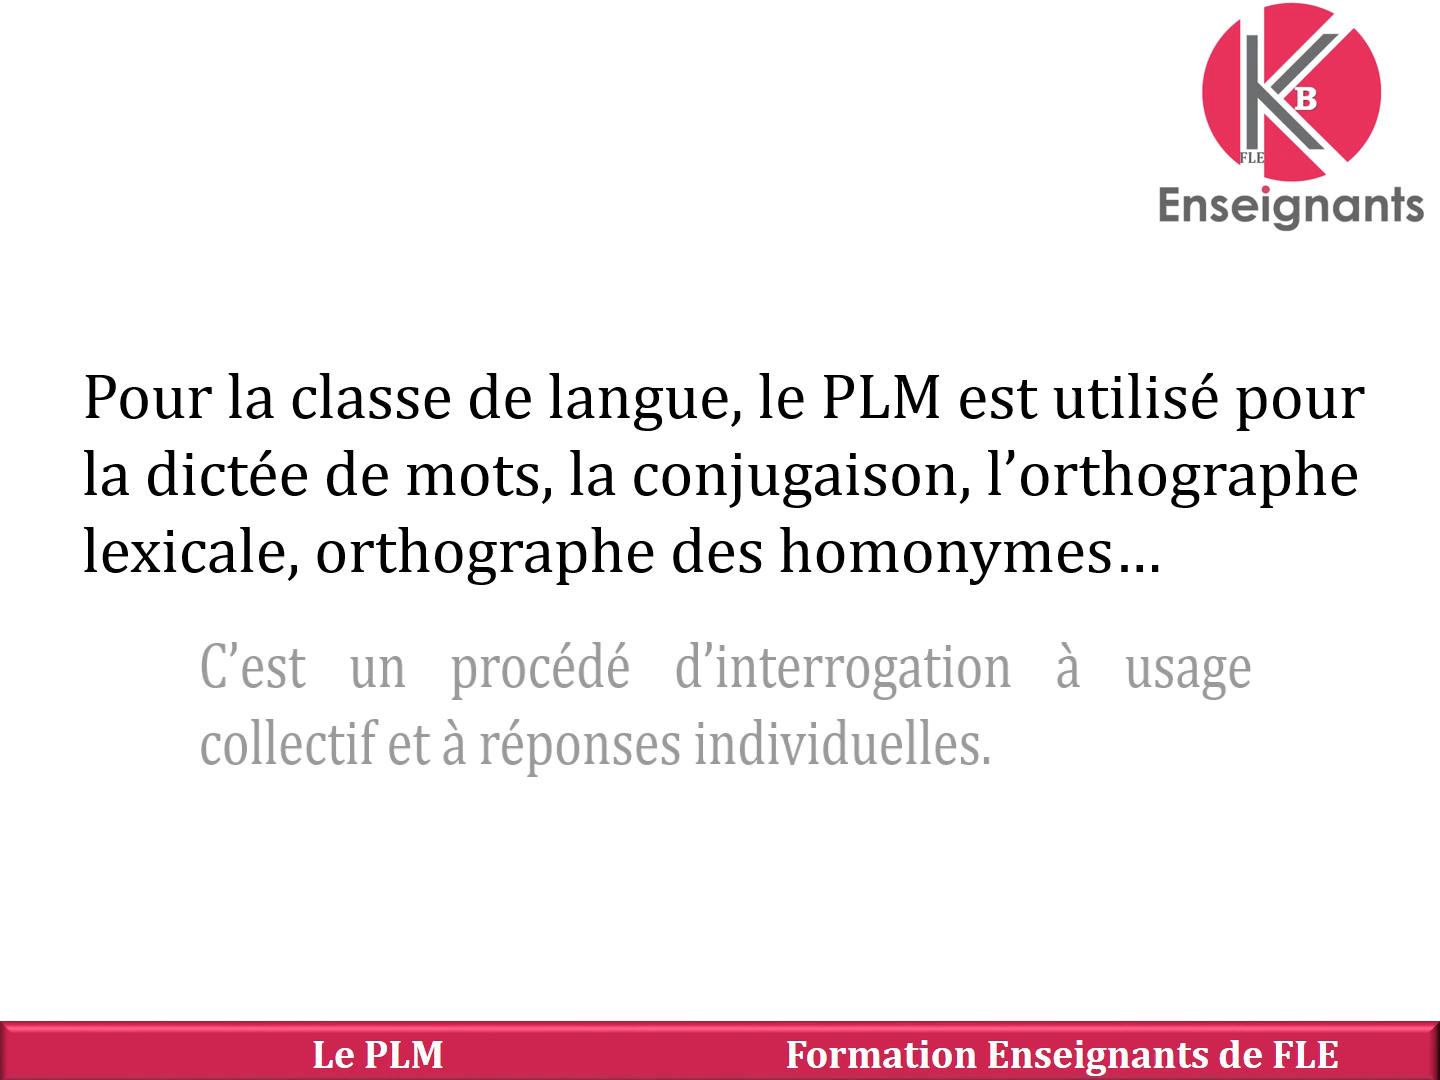 K
B
FLE
Enseignants
Pour la classe de langue, le PLM est utilisé pour
la dictée de mots, la conjugaison, l’orthographe
lexicale, orthographe des homonymes…
C’est un procédé d’interrogation à usage
collectif et à réponses individuelles.
Le PLM Formation Enseignants de FLE